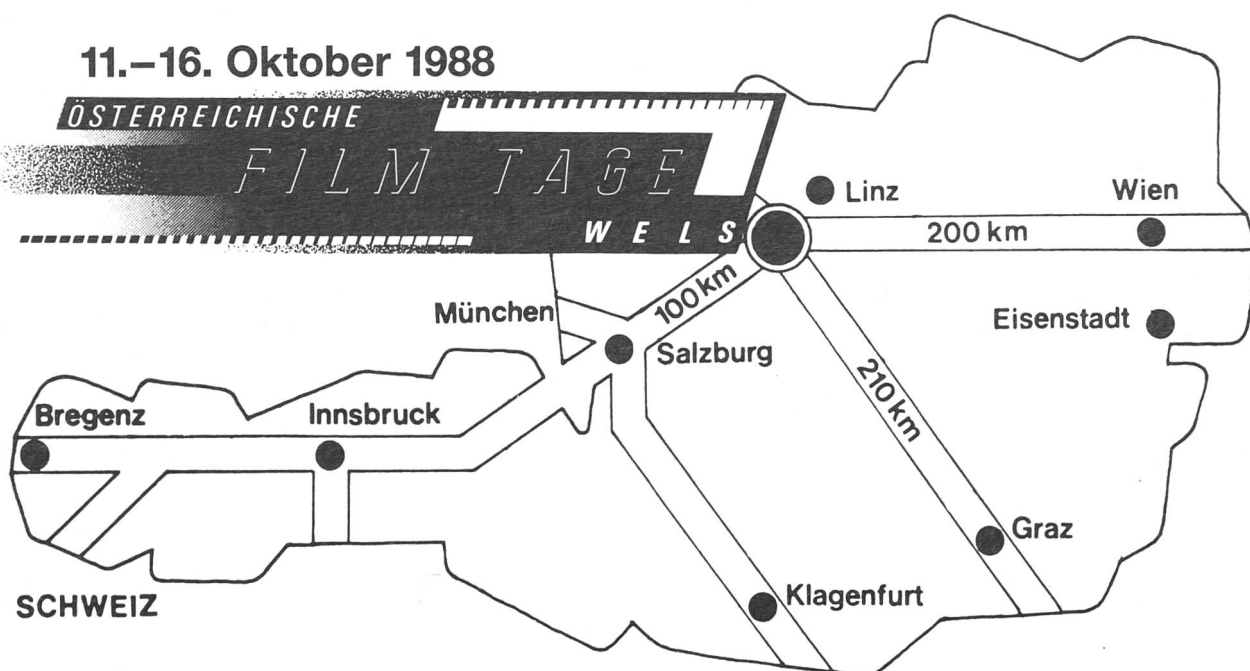 11.–16. Oktober 1988
ÖSTERREICHISCHE
FILM TAGE
WELS
Linz
Wien
200 km
München
100 km
Eisenstadt
Salzburg
210 km
Bregenz
Innsbruck
Graz
Klagenfurt
SCHWEIZ